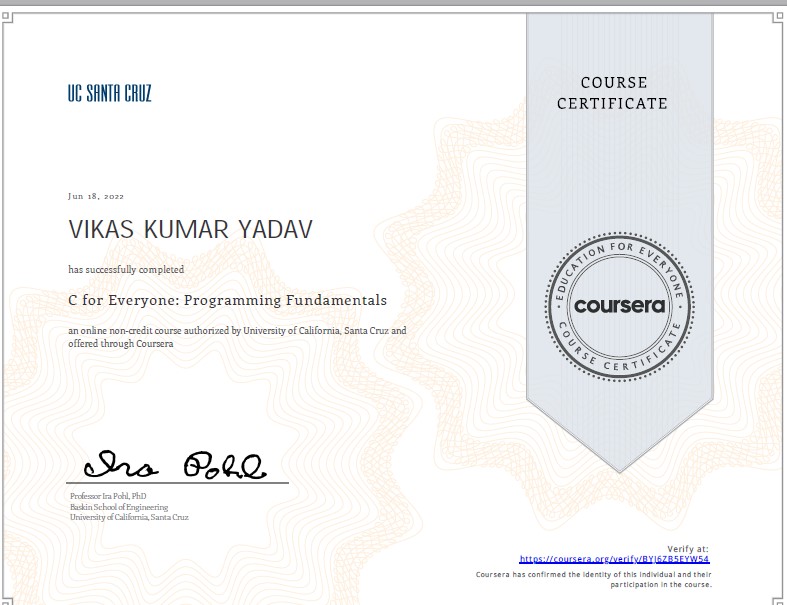 UC SANTA CRUZ
COURSE
CERTIFICATE
Jun 18, 2022
VIKAS KUMAR YADAV
has successfully completed
C for Everyone: Programming Fundamentals
an online non-credit course authorized by University of California, Santa Cruz and
offered through Coursera
EDUCATION FOR EVERYONE
coursera
COURSE CERTIFICATE
Ira Pohl
Professor Ira Pohl, PhD
Baskin School of Engineering
University of California, Santa Cruz
Verify at:
https://coursera.org/verify/BYJ6ZB5EYW54
Coursera has confirmed the identity of this individual and their
participation in the course.